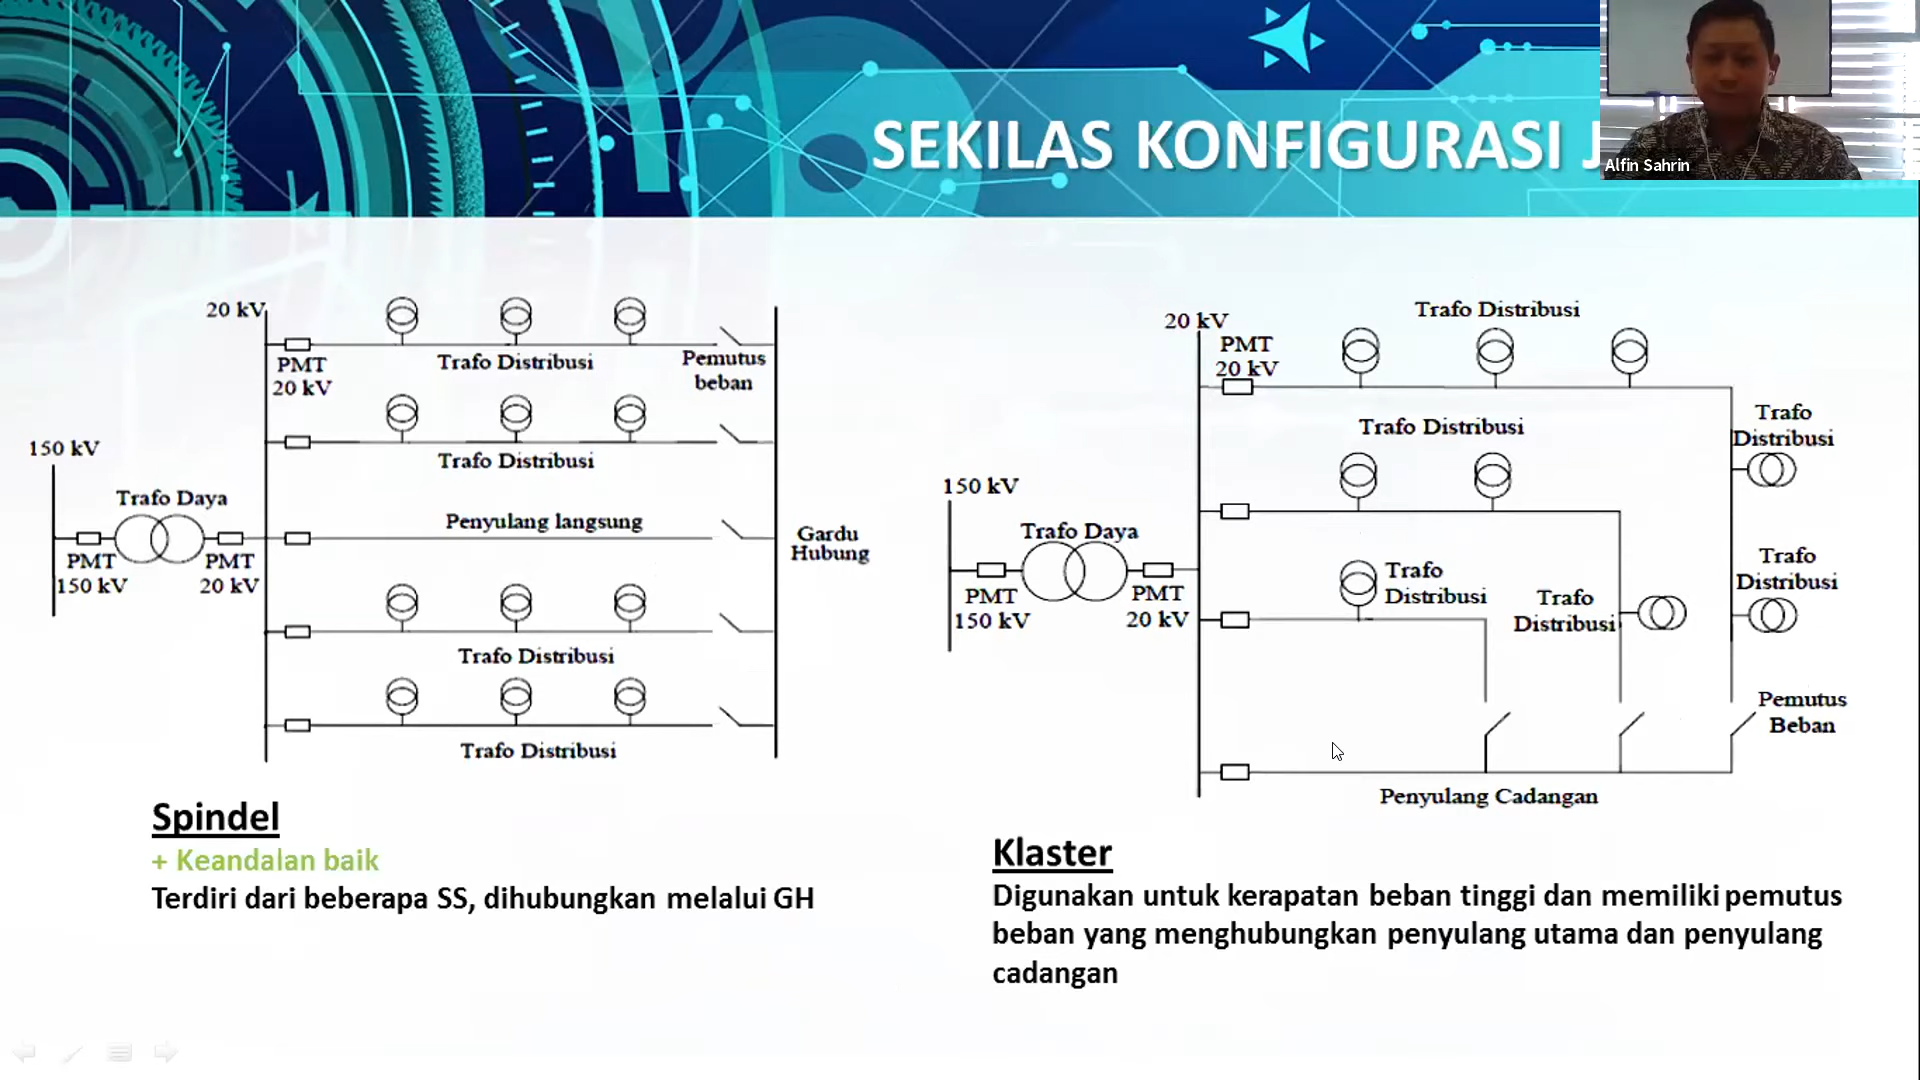 SEKILAS KONFIGURASI
Alfin Sahrin
20 kV
PMT
20 kV
Trafo Distribusi
Pemutus
beban
Trafo Distribusi
150 kV
Trafo Daya
PMT
150 kV
PMT
20 kV
Penyulang langsung
Gardu
Hubung
Trafo Distribusi
Trafo Distribusi
Spindel
+ Keandalan baik
Terdiri dari beberapa SS, dihubungkan melalui GH
20 kV
PMT
20 kV
Trafo Distribusi
Trafo
Distribusi
Trafo Distribusi
150 kV
Trafo Daya
PMT
150 kV
PMT
20 kV
Trafo
Distribusi
Trafo
Distribusi
Trafo
Distribusi
Pemutus
Beban
Penyulang Cadangan
Klaster
Digunakan untuk kerapatan beban tinggi dan memiliki pemutus
beban yang menghubungkan penyulang utama dan penyulang
cadangan